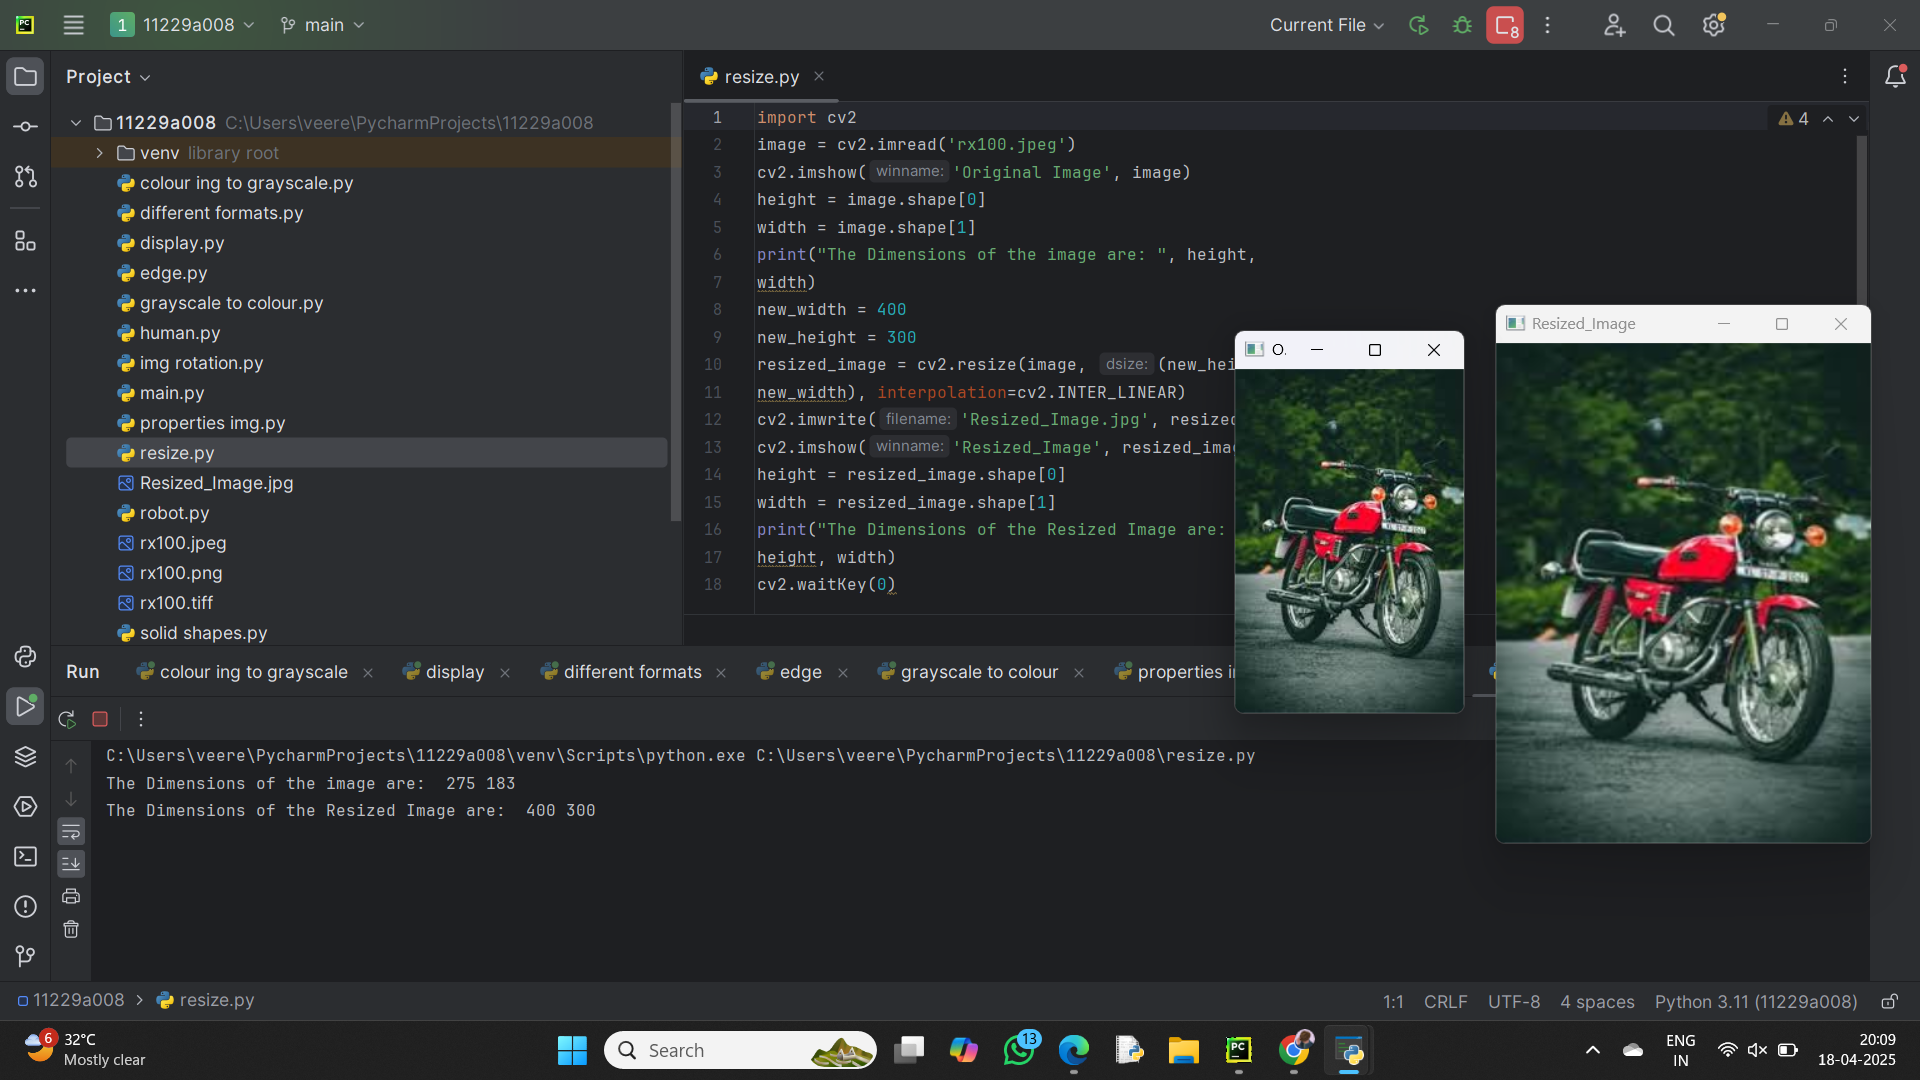 PC
1 11229a008
main
Current File
8
Project
11229a008 C:\Users\veere\PycharmProjects\11229a008
venv library root
colour ing to grayscale.py
different formats.py
display.py
edge.py
grayscale to colour.py
human.py
img rotation.py
main.py
properties img.py
resize.py
Resized_Image.jpg
robot.py
rx100.jpeg
rx100.png
rx100.tiff
solid shapes.py
resize.py
4
1 import cv2
2 image = cv2.imread('rx100.jpeg')
3 cv2.imshow( winname: 'Original Image', image)
4 height = image.shape[0]
5 width = image.shape[1]
6 print("The Dimensions of the image are: ", height,
7 width)
8 new_width = 400
9 new_height = 300
10 resized_image = cv2.resize(image, dsize: (new_hei
11 new_width), interpolation=cv2.INTER_LINEAR)
12 cv2.imwrite( filename: 'Resized_Image.jpg', resized
13 cv2.imshow( winname: 'Resized_Image', resized_ima
14 height = resized_image.shape[0]
15 width = resized_image.shape[1]
16 print("The Dimensions of the Resized Image are:
17 height, width)
18 cv2.waitKey(0)
O.
Resized_Image
Run colour ing to grayscale display different formats edge grayscale to colour properties i
C:\Users\veere\PycharmProjects\11229a008\venv\Scripts\python.exe C:\Users\veere\PycharmProjects\11229a008\resize.py
The Dimensions of the image are:  275 183
The Dimensions of the Resized Image are:  400 300
11229a008 > resize.py
1:1 CRLF UTF-8 4 spaces Python 3.11 (11229a008)
6
32°C
Mostly clear
Search
13
PC
ENG
IN
20:09
18-04-2025